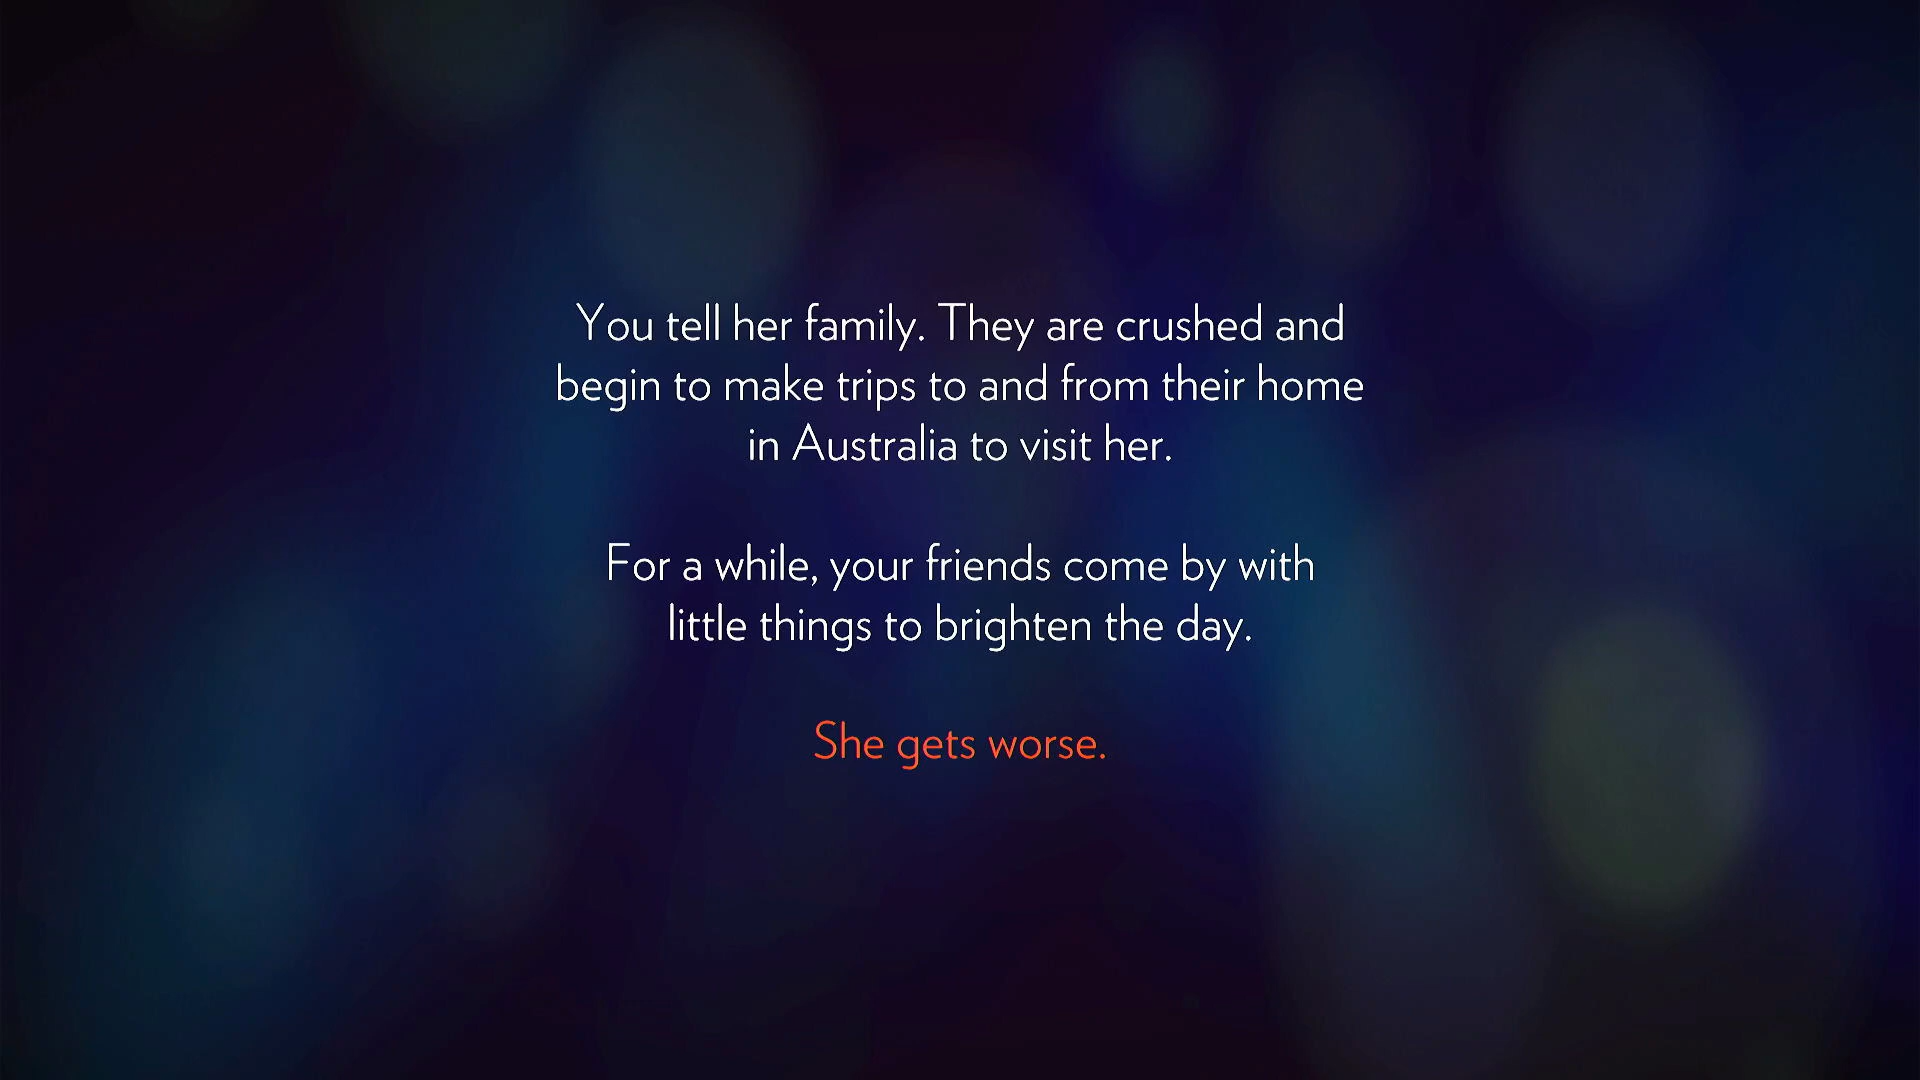 You tell her family. They are crushed and
begin to make trips to and from their home
in Australia to visit her.
For a while, your friends come by with
little things to brighten the day.
She gets worse.